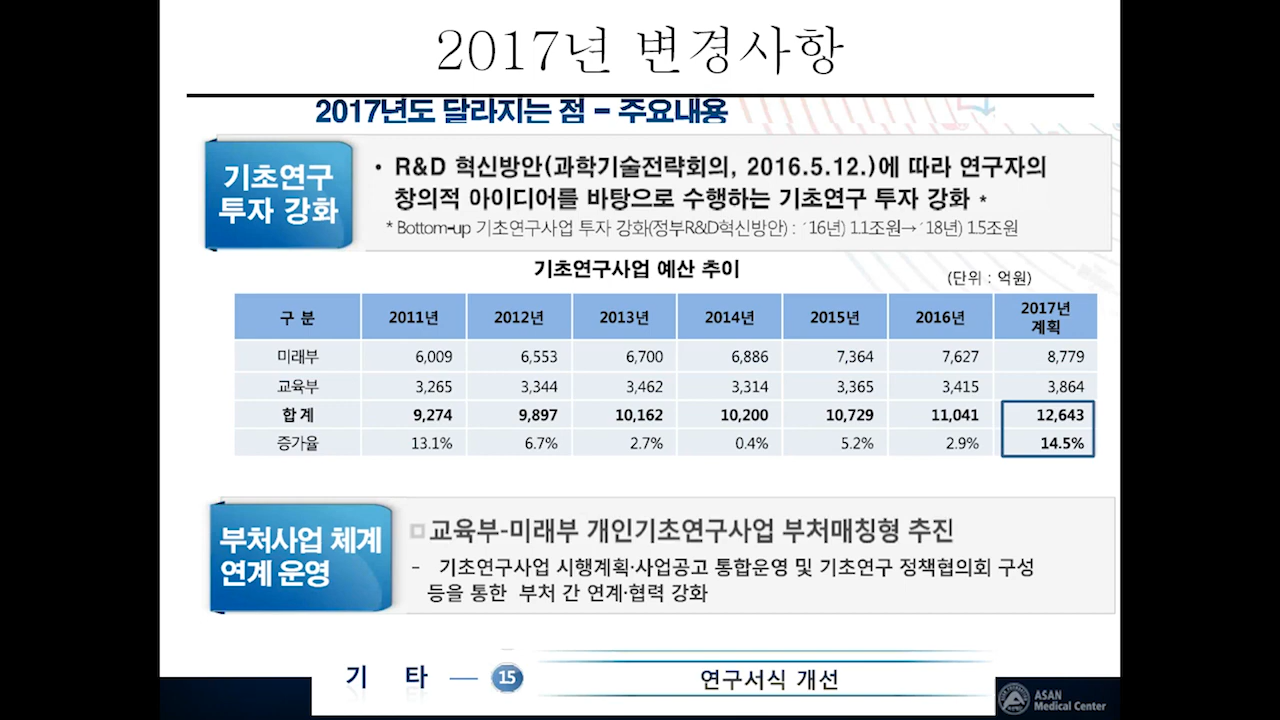 2017년 변경사항
2017년도 달라지는 점 - 주요내용
기초연구
투자 강화
• R&D 혁신방안(과학기술전략회의, 2016.5.12.)에 따라 연구자의
창의적 아이디어를 바탕으로 수행하는 기초연구 투자 강화 *
* Bottom-up 기초연구사업 투자 강화(정부R&D혁신방안) : ´16년) 1.1조원→´18년) 1.5조원
기초연구사업 예산 추이
(단위 : 억원)
구 분 2011년 2012년 2013년 2014년 2015년 2016년 2017년 계획
미래부 6,009 6,553 6,700 6,886 7,364 7,627 8,779
교육부 3,265 3,344 3,462 3,314 3,365 3,415 3,864
합 계 9,274 9,897 10,162 10,200 10,729 11,041 12,643
증가율 13.1% 6.7% 2.7% 0.4% 5.2% 2.9% 14.5%
부처사업 체계
연계 운영
□ 교육부-미래부 개인기초연구사업 부처매칭형 추진
- 기초연구사업 시행계획·사업공고 통합운영 및 기초연구 정책협의회 구성
등을 통한 부처 간 연계·협력 강화
기 타 — 15 연구서식 개선
ASAN
Medical Center